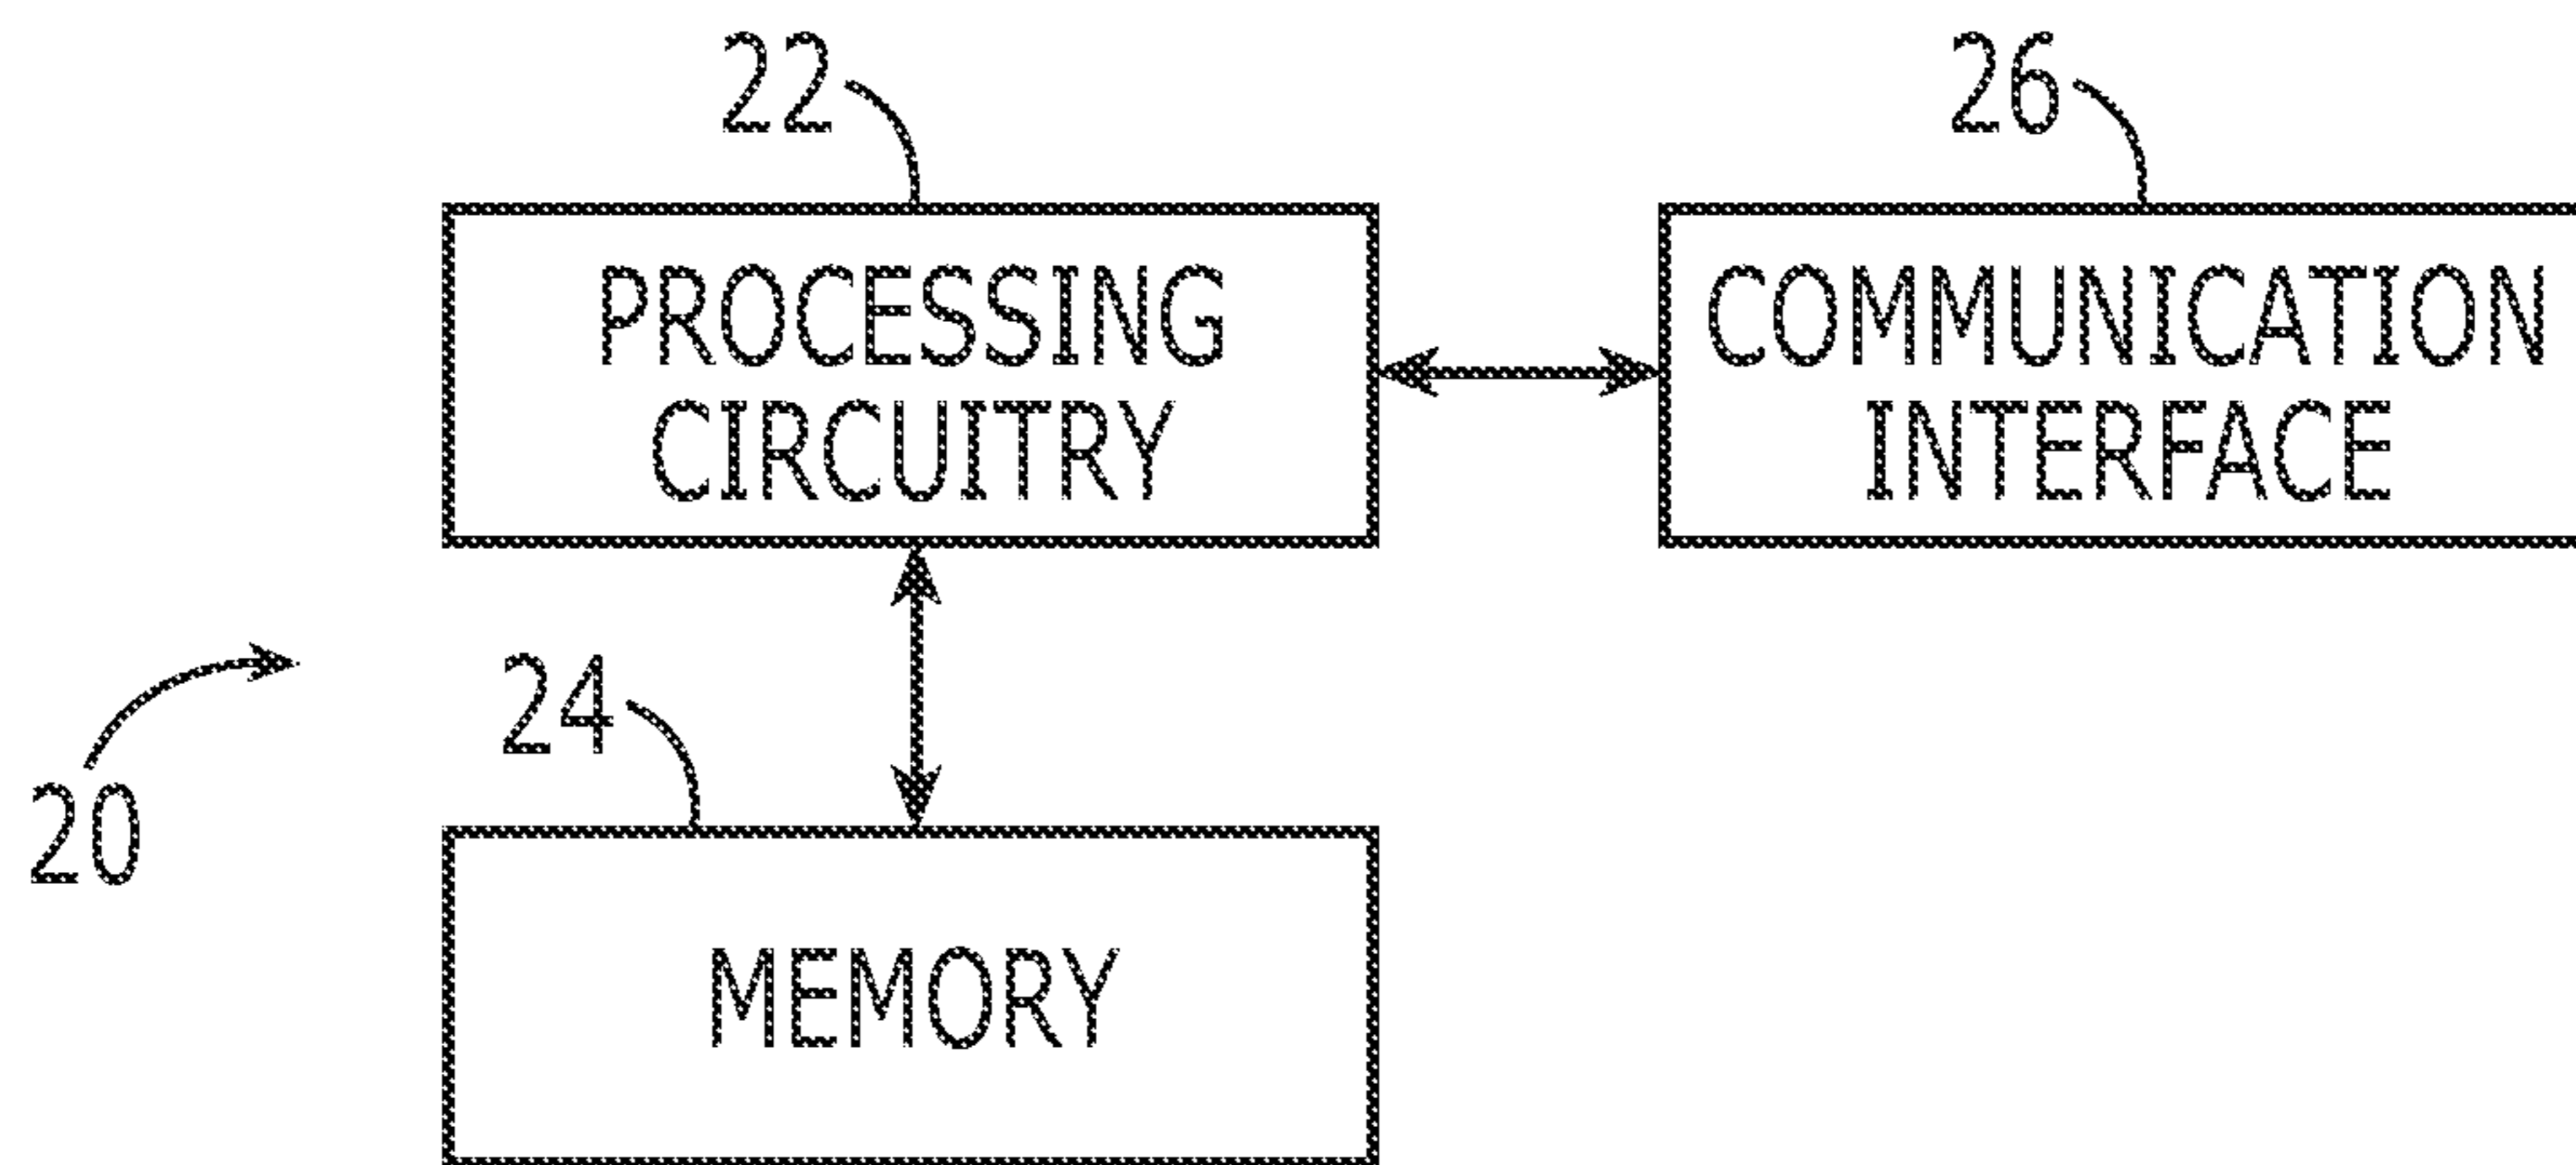 22
26
PROCESSING
CIRCUITRY
COMMUNICATION
INTERFACE
24
20
MEMORY